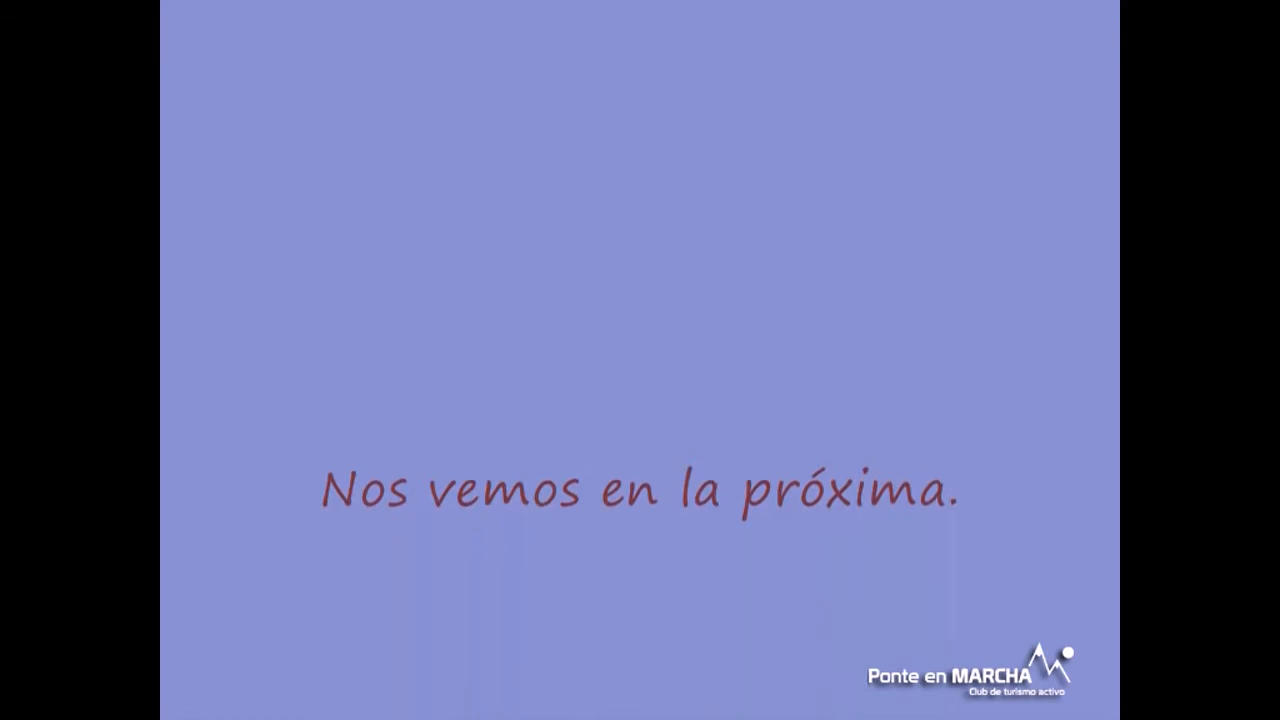 Nos vemos en la próxima.
Ponte en MARCHA
Club de turismo activo